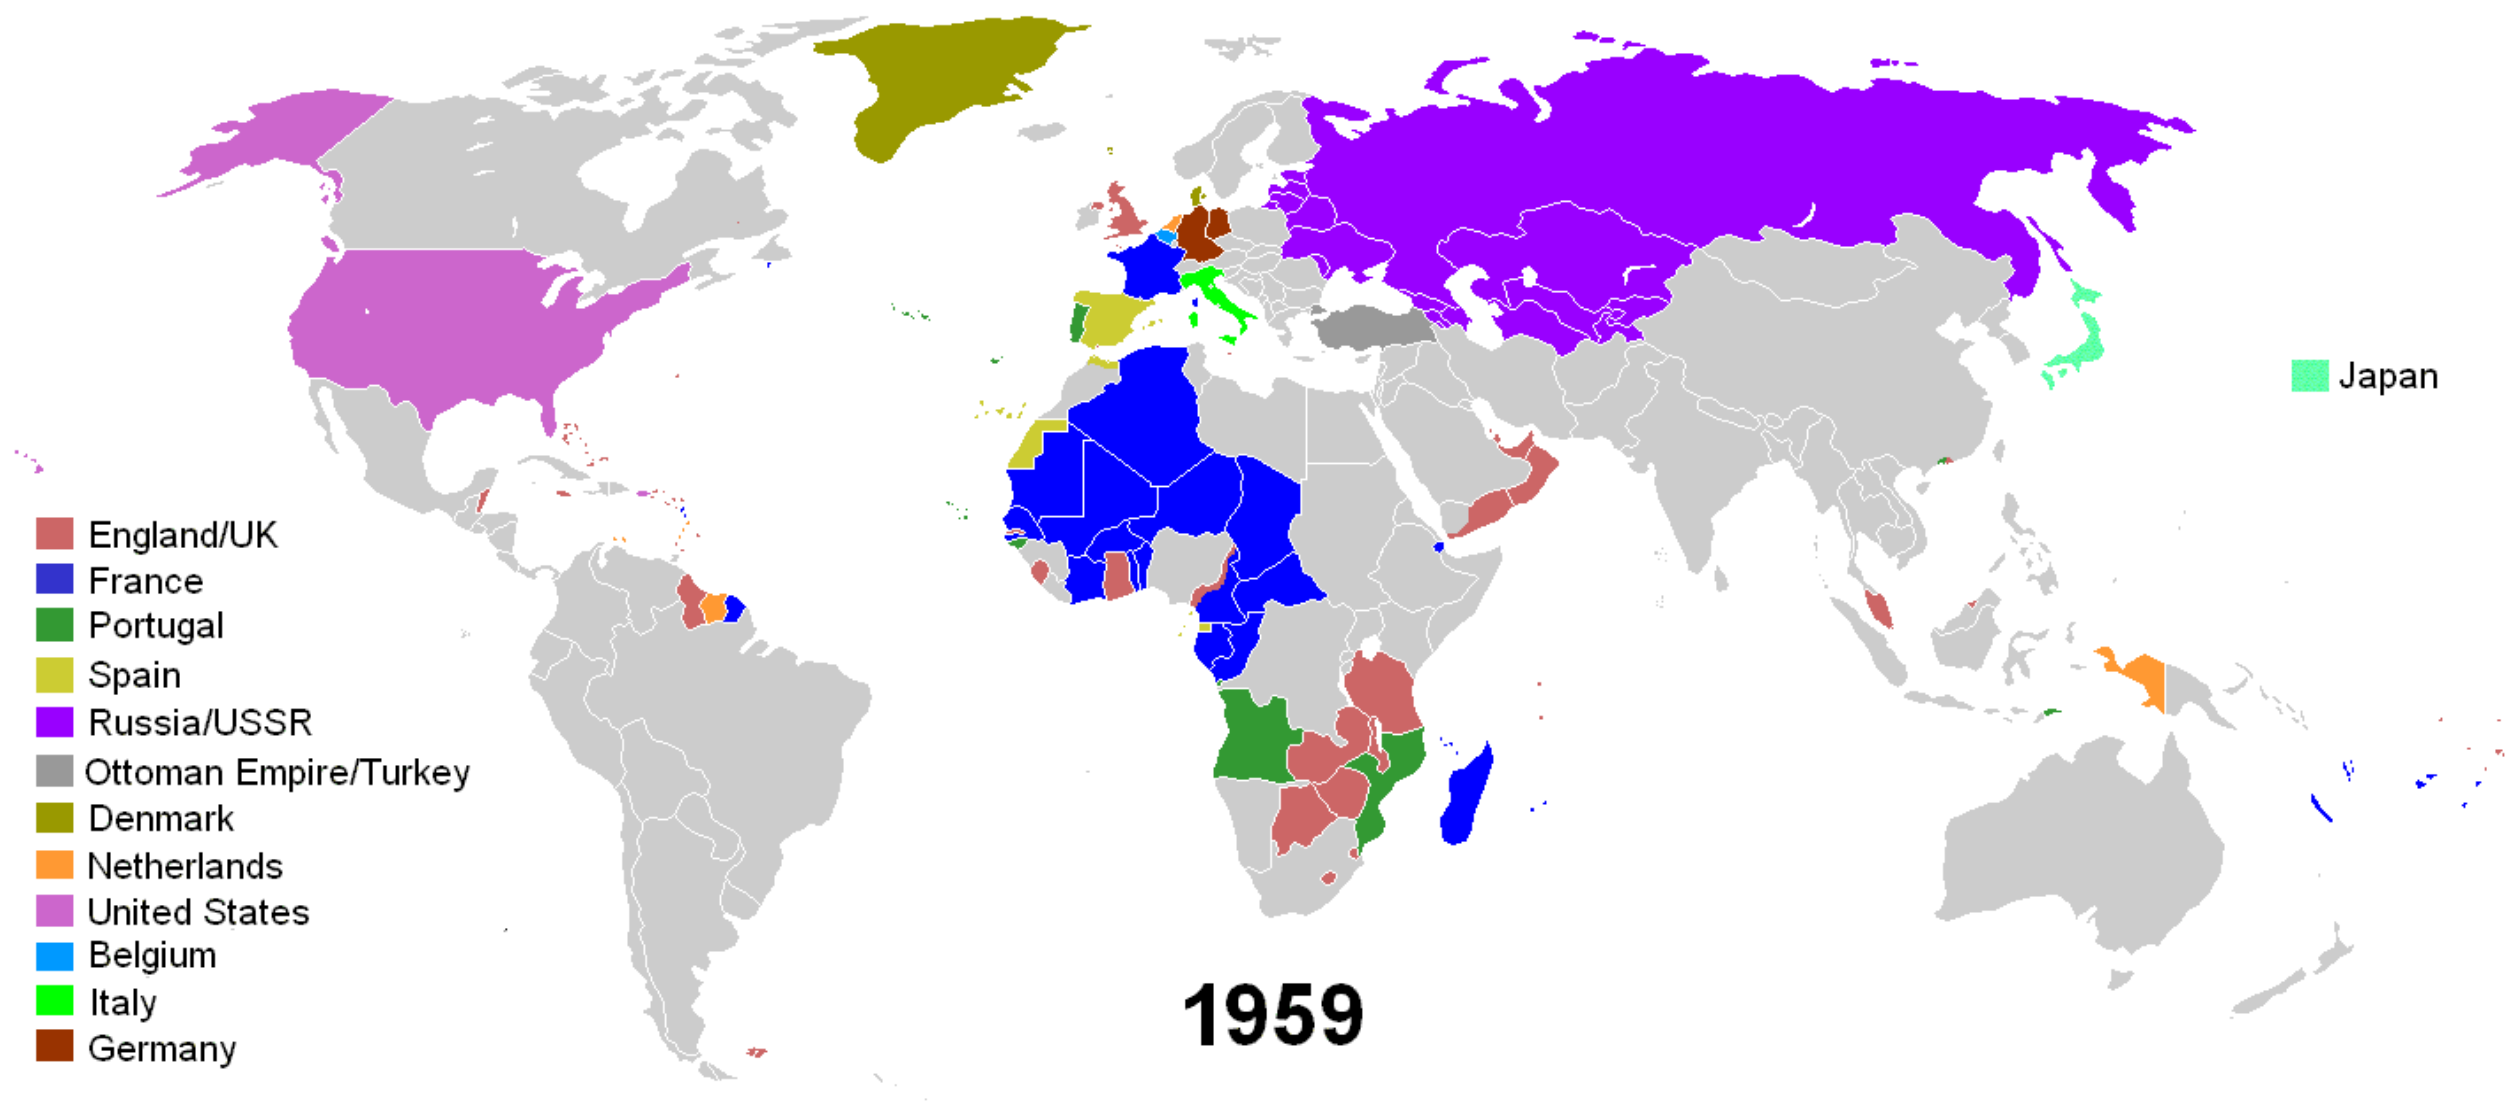 Japan
England/UK
France
Portugal
Spain
Russia/USSR
Ottoman Empire/Turkey
Denmark
Netherlands
United States
Belgium
Italy
Germany
1959